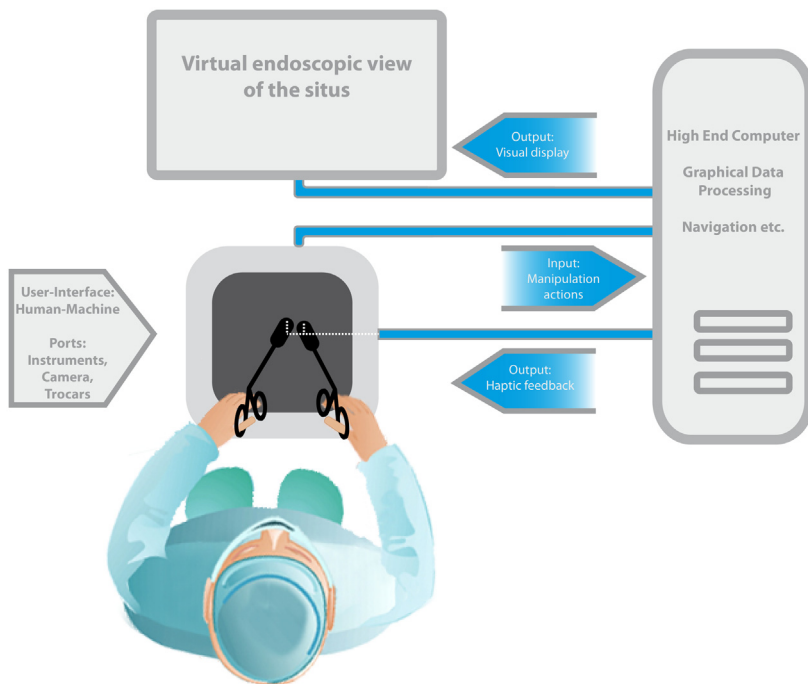 Virtual endoscopic view
of the situs
Output:
Visual display
High End Computer
Graphical Data
Processing
Navigation etc.
User-Interface:
Human-Machine
Ports:
Instruments,
Camera,
Trocars
Input:
Manipulation
actions
Output:
Haptic feedback